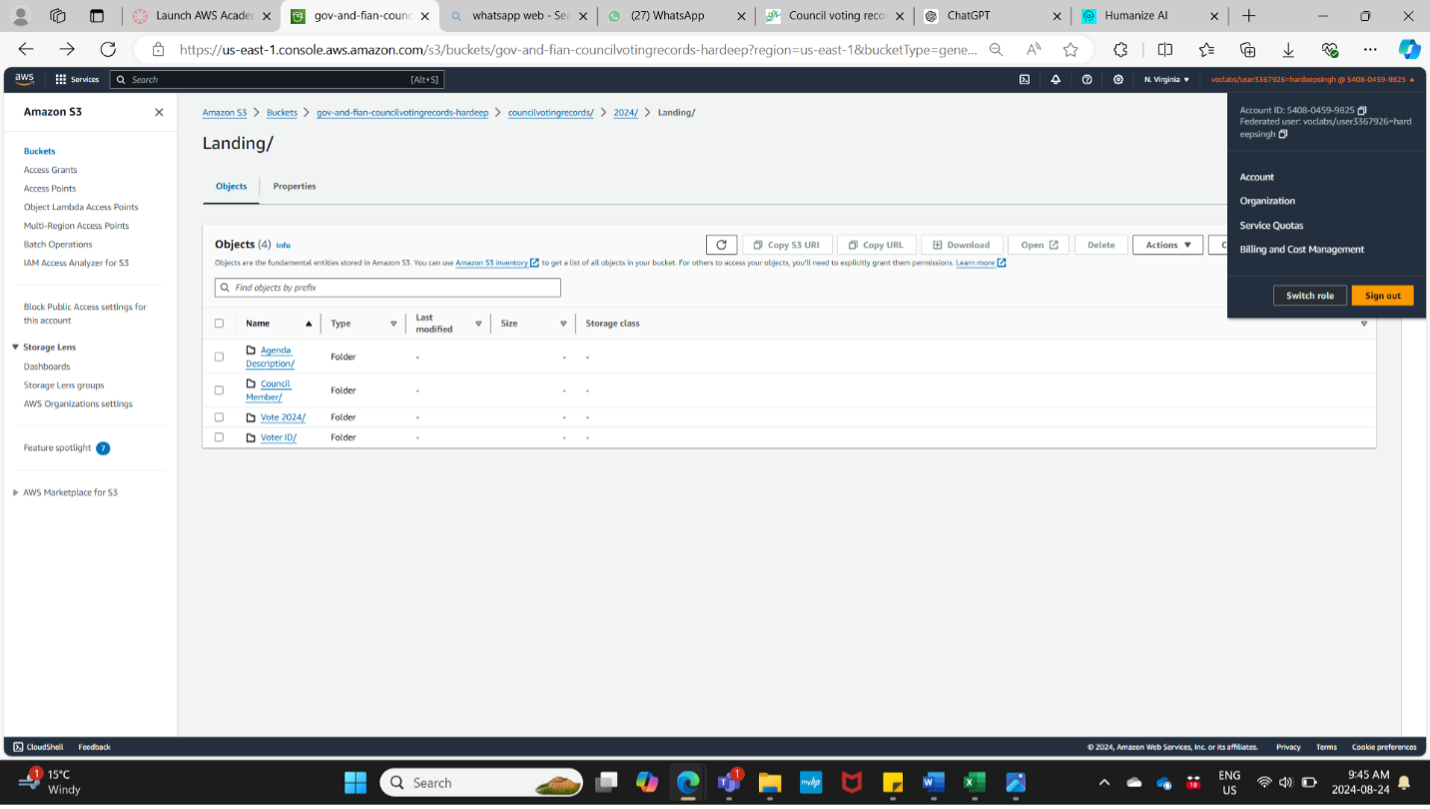 Launch AWS Acade
gov-and-fian-counc
whatsapp web - Sea
(27) WhatsApp
Council voting recor
ChatGPT
Humanize AI
https://us-east-1.console.aws.amazon.com/s3/buckets/gov-and-fian-councilvotingrecords-hardeep?region=us-east-1&bucketType=gene...
aws
Services
Search
[Alt+S]
N. Virginia
voclabs/user3367926=hardeepsingh @ 5408-0459-9825
Amazon S3
Buckets
Access Grants
Access Points
Object Lambda Access Points
Multi-Region Access Points
Batch Operations
IAM Access Analyzer for S3
Block Public Access settings for
this account
Storage Lens
Dashboards
Storage Lens groups
AWS Organizations settings
Feature spotlight 7
AWS Marketplace for S3
Amazon S3 > Buckets > gov-and-fian-councilvotingrecords-hardeep > councilvotingrecords/ > 2024/ > Landing/
Landing/
Objects
Properties
Objects (4) Info
Copy S3 URI
Copy URL
Download
Open
Delete
Actions
C
Objects are the fundamental entities stored in Amazon S3. You can use Amazon S3 inventory to get a list of all objects in your bucket. For others to access your objects, you'll need to explicitly grant them permissions. Learn more
Find objects by prefix
Name
Type
Last
modified
Size
Storage class
Agenda
Description/
Folder
-
-
-
Council
Member/
Folder
-
-
-
Vote 2024/
Folder
-
-
-
Voter ID/
Folder
-
-
-
Account ID: 5408-0459-9825
Federated user: voclabs/user3367926=hard
eepsingh
Account
Organization
Service Quotas
Billing and Cost Management
Switch role
Sign out
CloudShell
Feedback
© 2024, Amazon Web Services, Inc. or its affiliates.
Privacy
Terms
Cookie preferences
1
15°C
Windy
Search
1
myhp
ENG
US
9:45 AM
2024-08-24